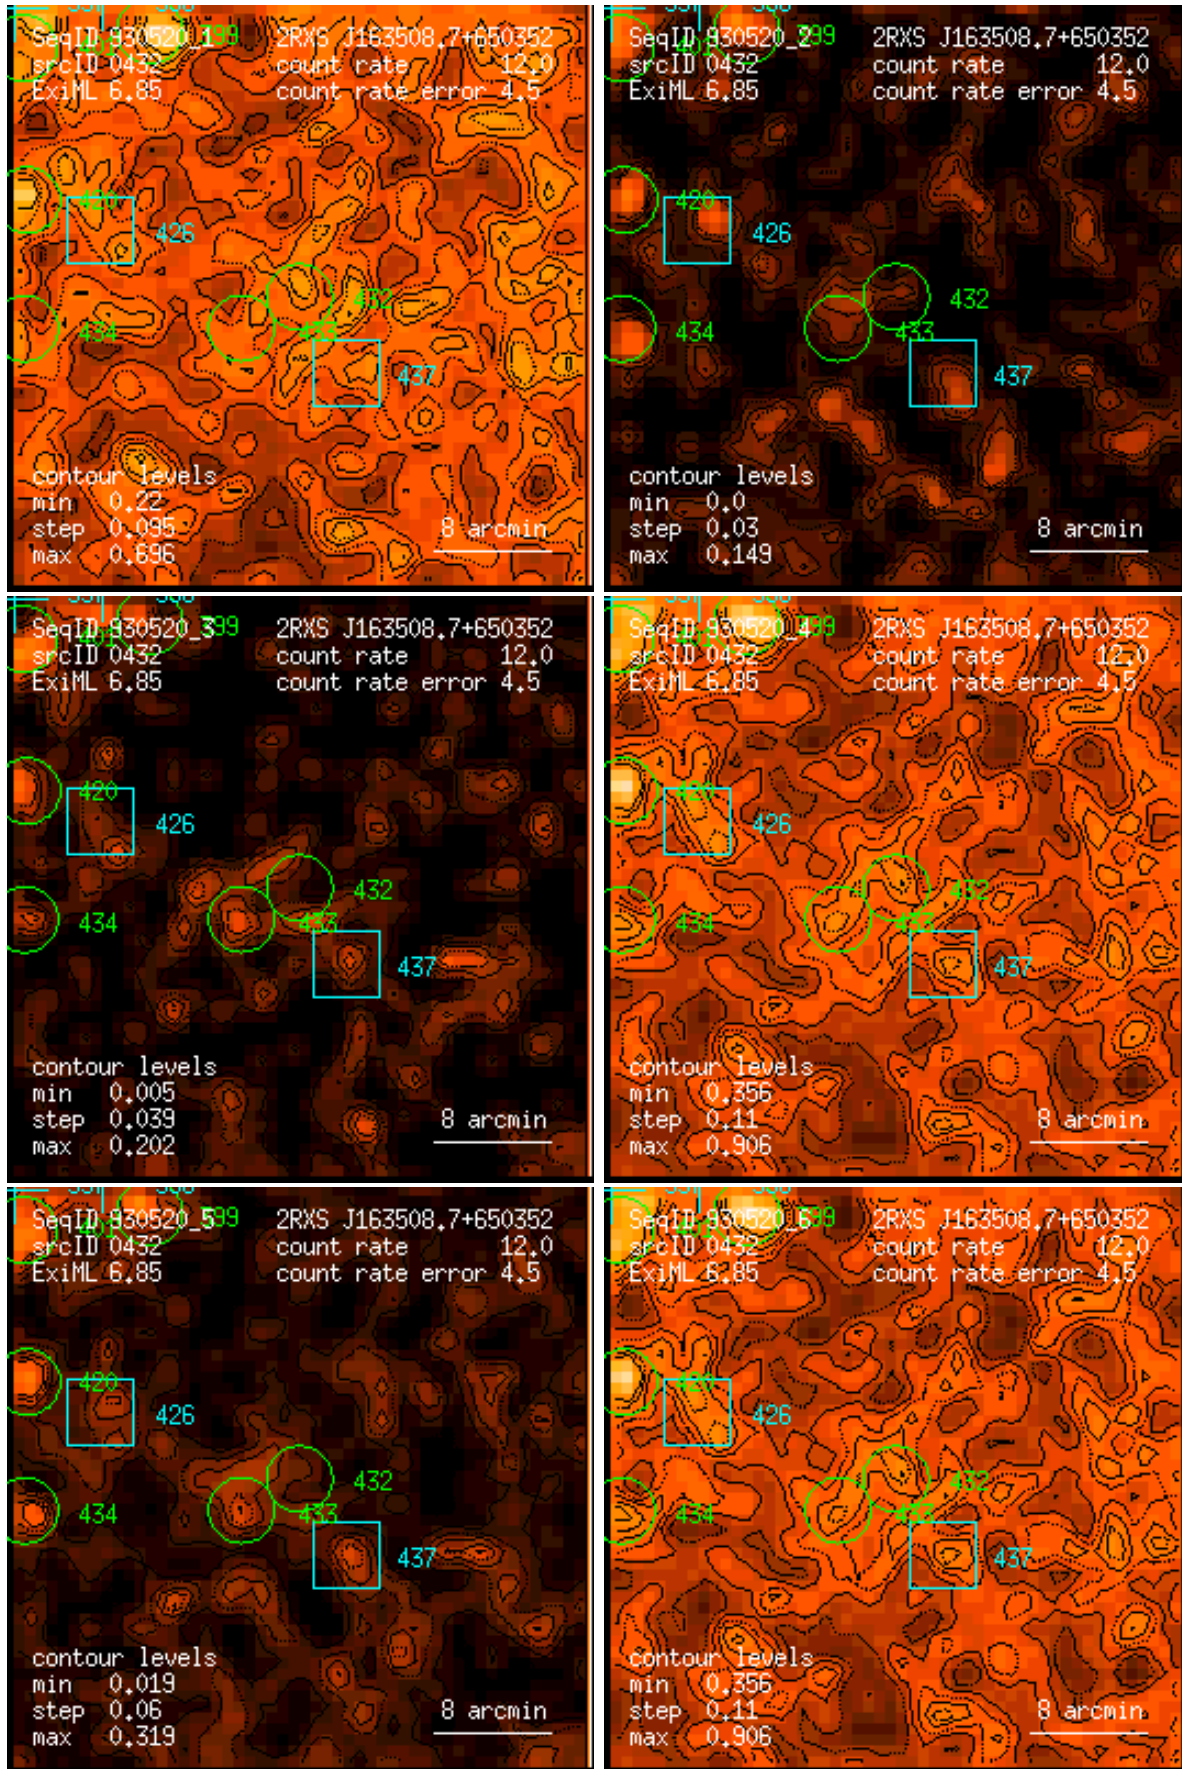 SeqID 930520_1 399 2RXS J163508.7+650352
401
srcID 0432 count rate 12.0
ExiML 6.85 count rate error 4.5
420
426
432
434 433
437
contour levels
min 0.22
step 0.095 8 arcmin
max 0.696
SeqID 930520_2 399 2RXS J163508.7+650352
401
srcID 0432 count rate 12.0
ExiML 6.85 count rate error 4.5
420
426
432
434 433
437
contour levels
min 0.0
step 0.03 8 arcmin
max 0.149
SeqID 930520_3 399 2RXS J163508.7+650352
401
srcID 0432 count rate 12.0
ExiML 6.85 count rate error 4.5
420
426
432
434 433
437
contour levels
min 0.005
step 0.039 8 arcmin
max 0.202
SeqID 930520_4 399 2RXS J163508.7+650352
401
srcID 0432 count rate 12.0
ExiML 6.85 count rate error 4.5
420
426
432
434 433
437
contour levels
min 0.356
step 0.11 8 arcmin
max 0.906
SeqID 930520_5 399 2RXS J163508.7+650352
401
srcID 0432 count rate 12.0
ExiML 6.85 count rate error 4.5
420
426
432
434 433
437
contour levels
min 0.019
step 0.06 8 arcmin
max 0.319
SeqID 930520_6 399 2RXS J163508.7+650352
401
srcID 0432 count rate 12.0
ExiML 6.85 count rate error 4.5
420
426
432
434 433
437
contour levels
min 0.356
step 0.11 8 arcmin
max 0.906